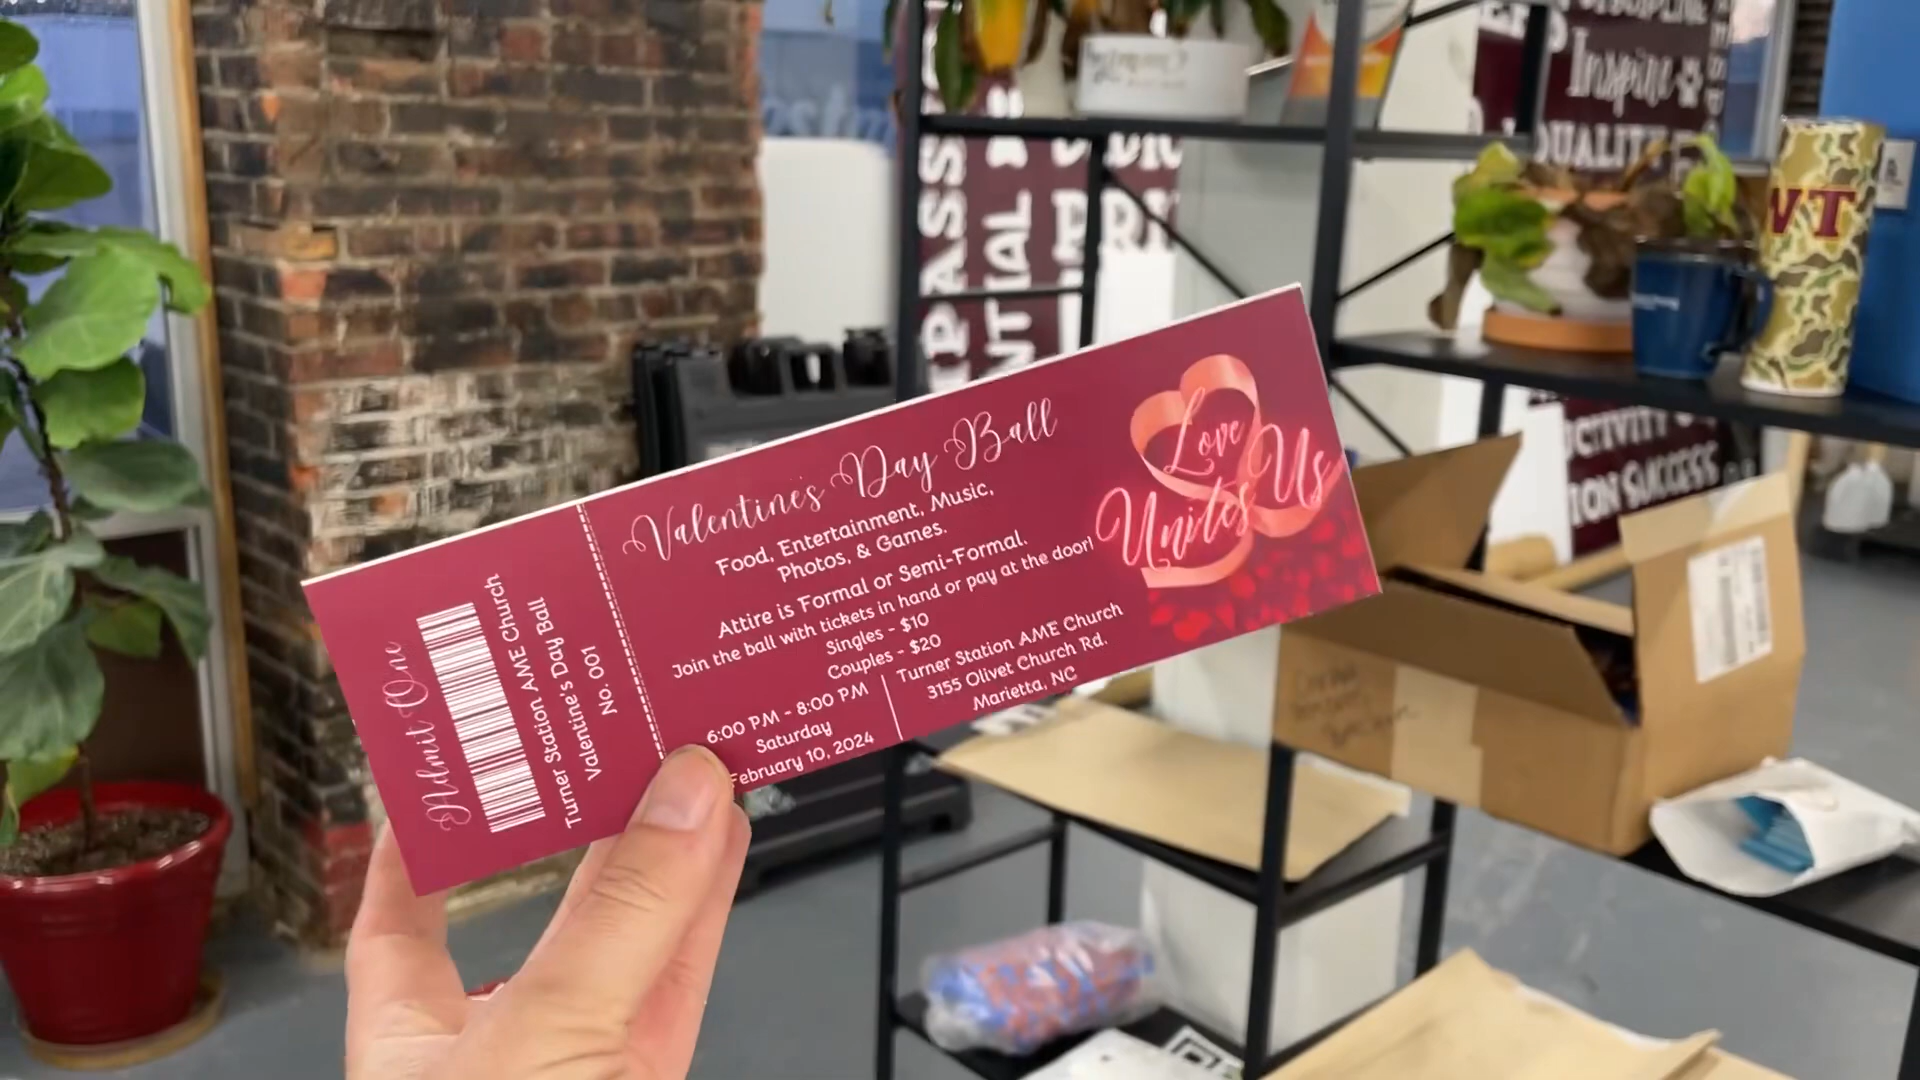 Valentine's Day Ball
Food, Entertainment, Music,
Photos, & Games.
Attire is Formal or Semi-Formal.
Join the ball with tickets in hand or pay at the door!
Singles - $10
Couples - $20
6:00 PM - 8:00 PM
Saturday
February 10, 2024
Turner Station AME Church
3155 Olivet Church Rd.
Marietta, NC
Love
Unites Us
Admit One
Turner Station AME Church
Valentine's Day Ball
No. 001
Inspire
QUALITY
VT
SUCCESS